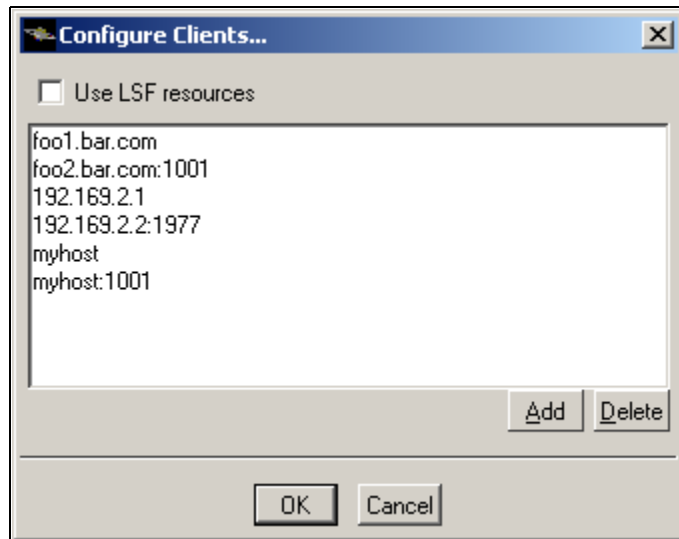 Configure Clients...
Use LSF resources
foo1.bar.com
foo2.bar.com:1001
192.169.2.1
192.169.2.2:1977
myhost
myhost:1001
Add Delete
OK Cancel